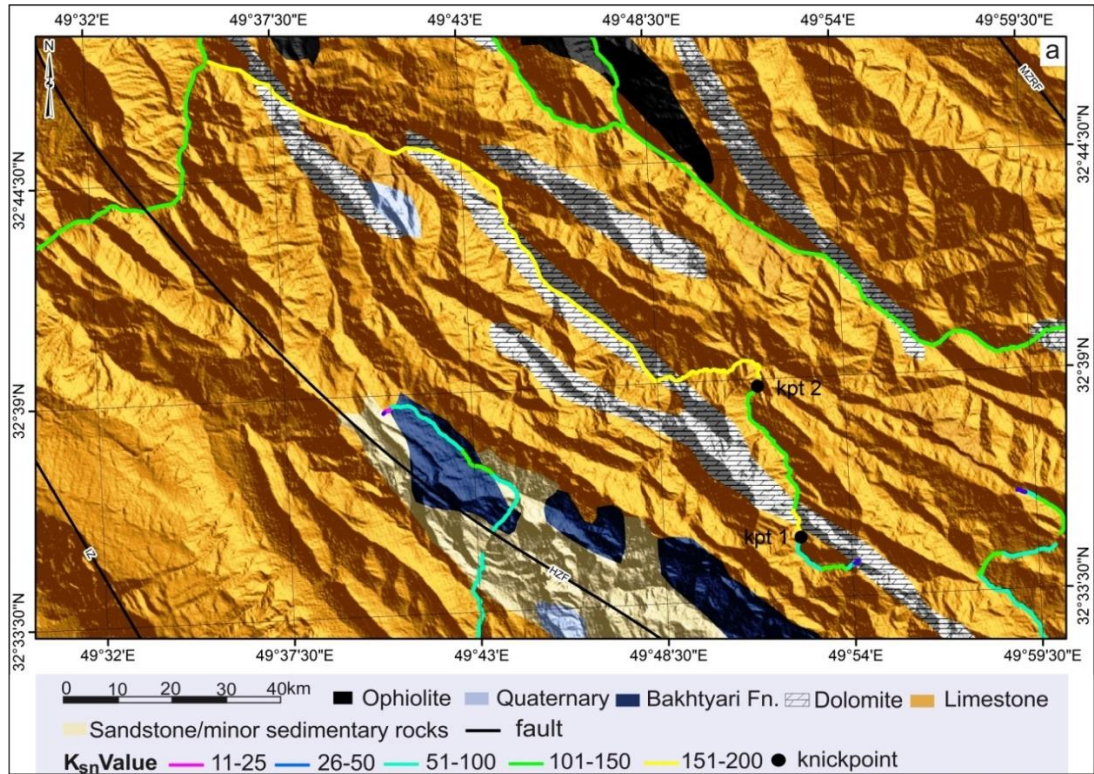 49°32'E 49°37'30"E 49°43'E 49°48'30"E 49°54'E 49°59'30"E
a
N
MZRF
32°44'30"N
32°44'30"N
32°39'N
kpt 2
32°39'N
kpt 1
IZ
HZF
32°33'30"N
32°33'30"N
49°32'E 49°37'30"E 49°43'E 49°48'30"E 49°54'E 49°59'30"E
0 10 20 30 40km Ophiolite Quaternary Bakhtyari Fn. Dolomite Limestone
Sandstone/minor sedimentary rocks fault
KsnValue 11-25 26-50 51-100 101-150 151-200 knickpoint